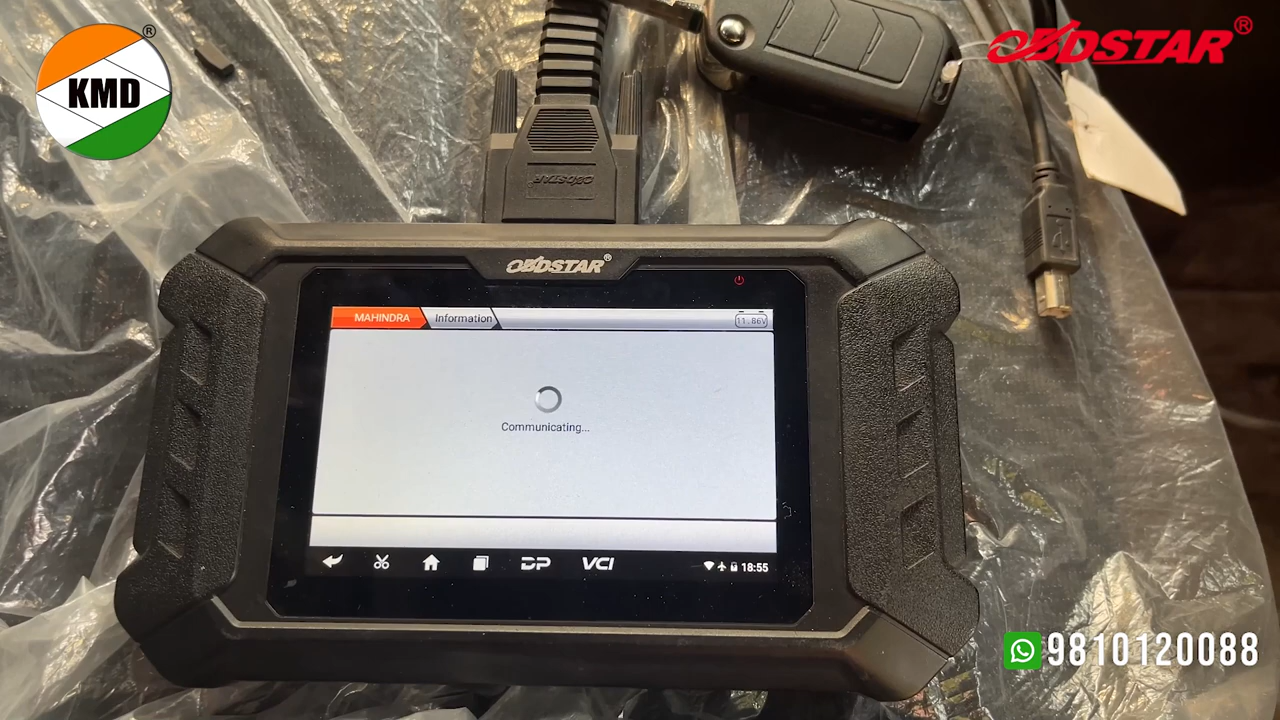 KMD
®
OBDSTAR®
OBDSTAR
OBDSTAR®
MAHINDRA
Information
11.86V
Communicating...
DP
VCI
18:55
9810120088